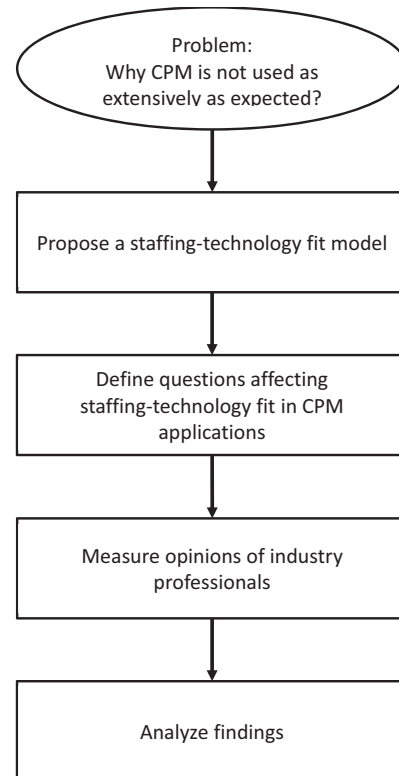 Problem:
Why CPM is not used as
extensively as expected?
Propose a staffing-technology fit model
Define questions affecting
staffing-technology fit in CPM
applications
Measure opinions of industry
professionals
Analyze findings